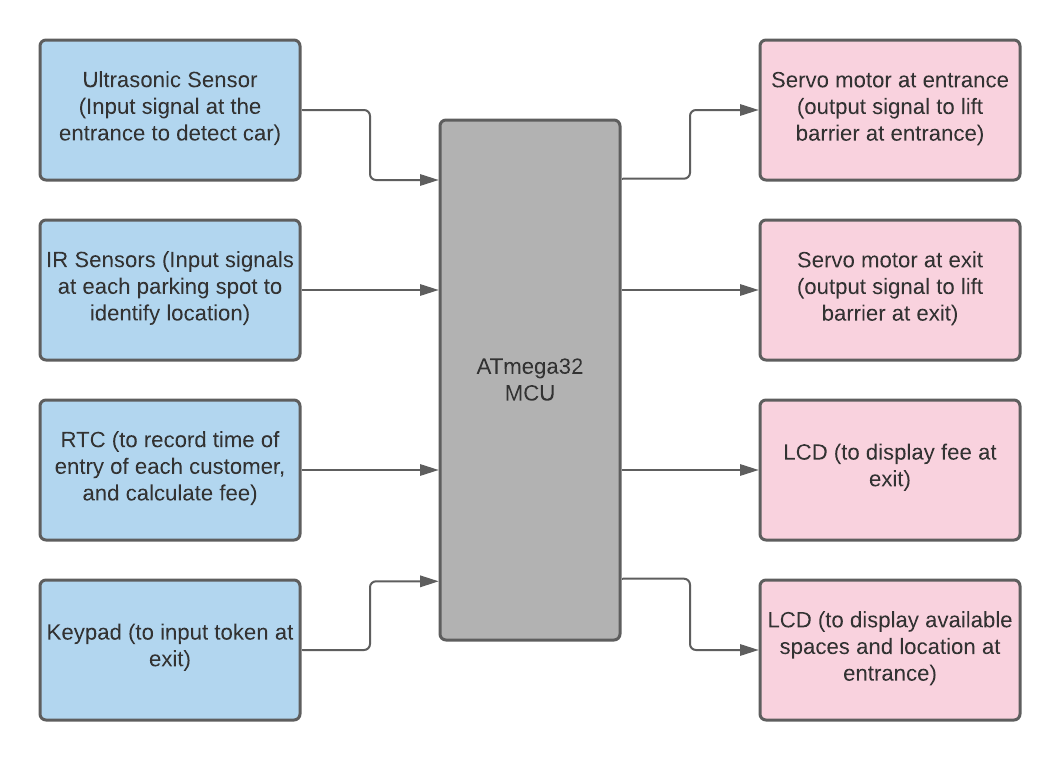 Ultrasonic Sensor
(Input signal at the
entrance to detect car)
IR Sensors (Input signals
at each parking spot to
identify location)
RTC (to record time of
entry of each customer,
and calculate fee)
Keypad (to input token at
exit)
ATmega32
MCU
Servo motor at entrance
(output signal to lift
barrier at entrance)
Servo motor at exit
(output signal to lift
barrier at exit)
LCD (to display fee at
exit)
LCD (to display available
spaces and location at
entrance)